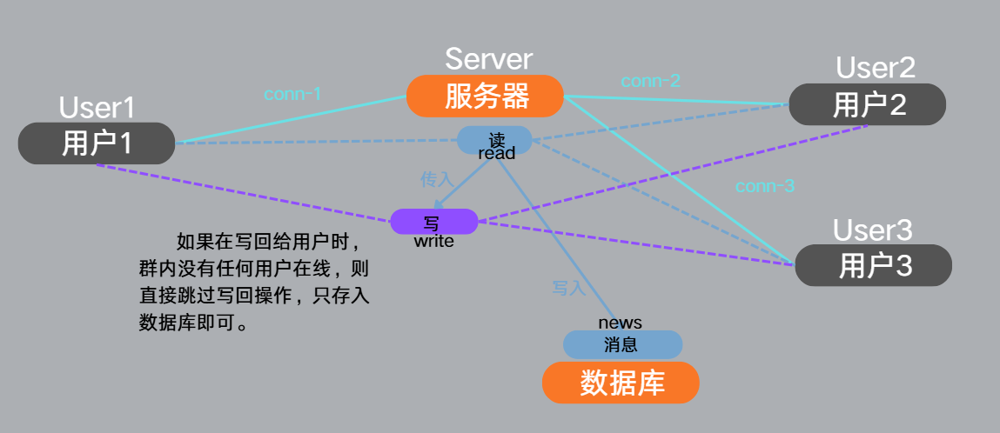 Server
服务器
User1
用户1
conn-1
conn-2
User2
用户2
读
read
传入
conn-3
写
write
User3
用户3
如果在写回给用户时，
群内没有任何用户在线，则
直接跳过写回操作，只存入
数据库即可。
写入
news
消息
数据库